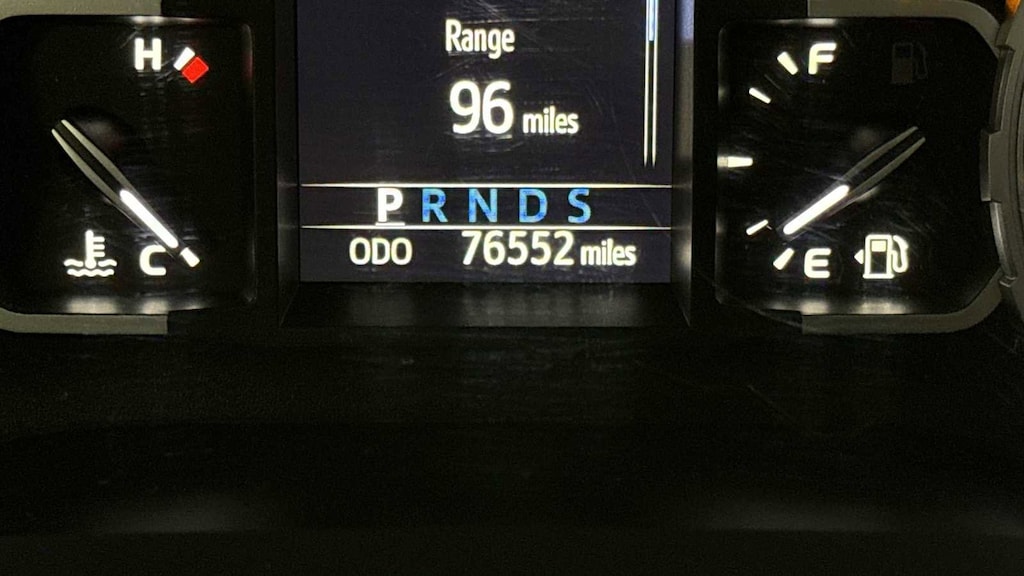 H
Range
F
96 miles
P R N D S
C
ODO 76552 miles
E